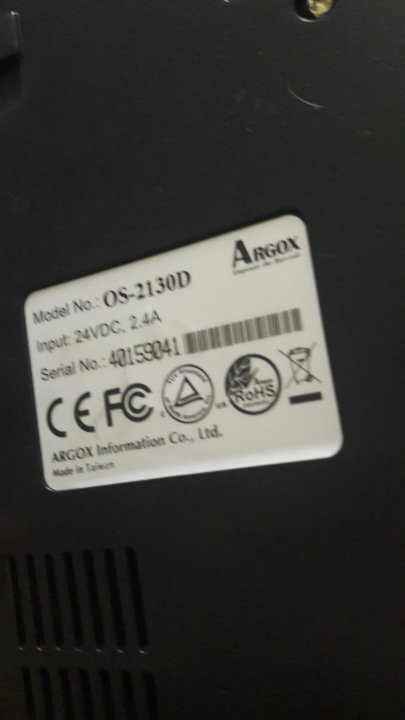 ARGOX
Model No.: OS-2130D
Input: 24VDC, 2.4A
Serial No.: 40159041
CE FC RoHS
ARGOX Information Co., Ltd.
Made in Taiwan